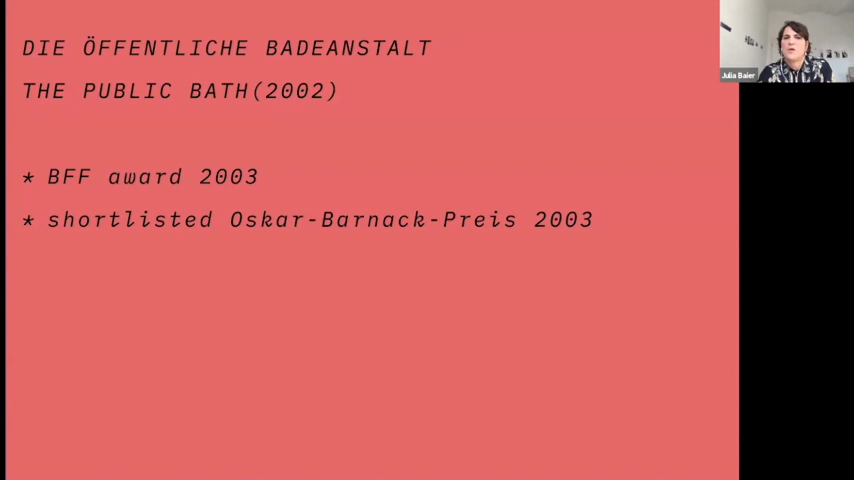 DIE ÖFFENTLICHE BADEANSTALT
THE PUBLIC BATH(2002)
* BFF award 2003
* shortlisted Oskar-Barnack-Preis 2003
Julia Baier